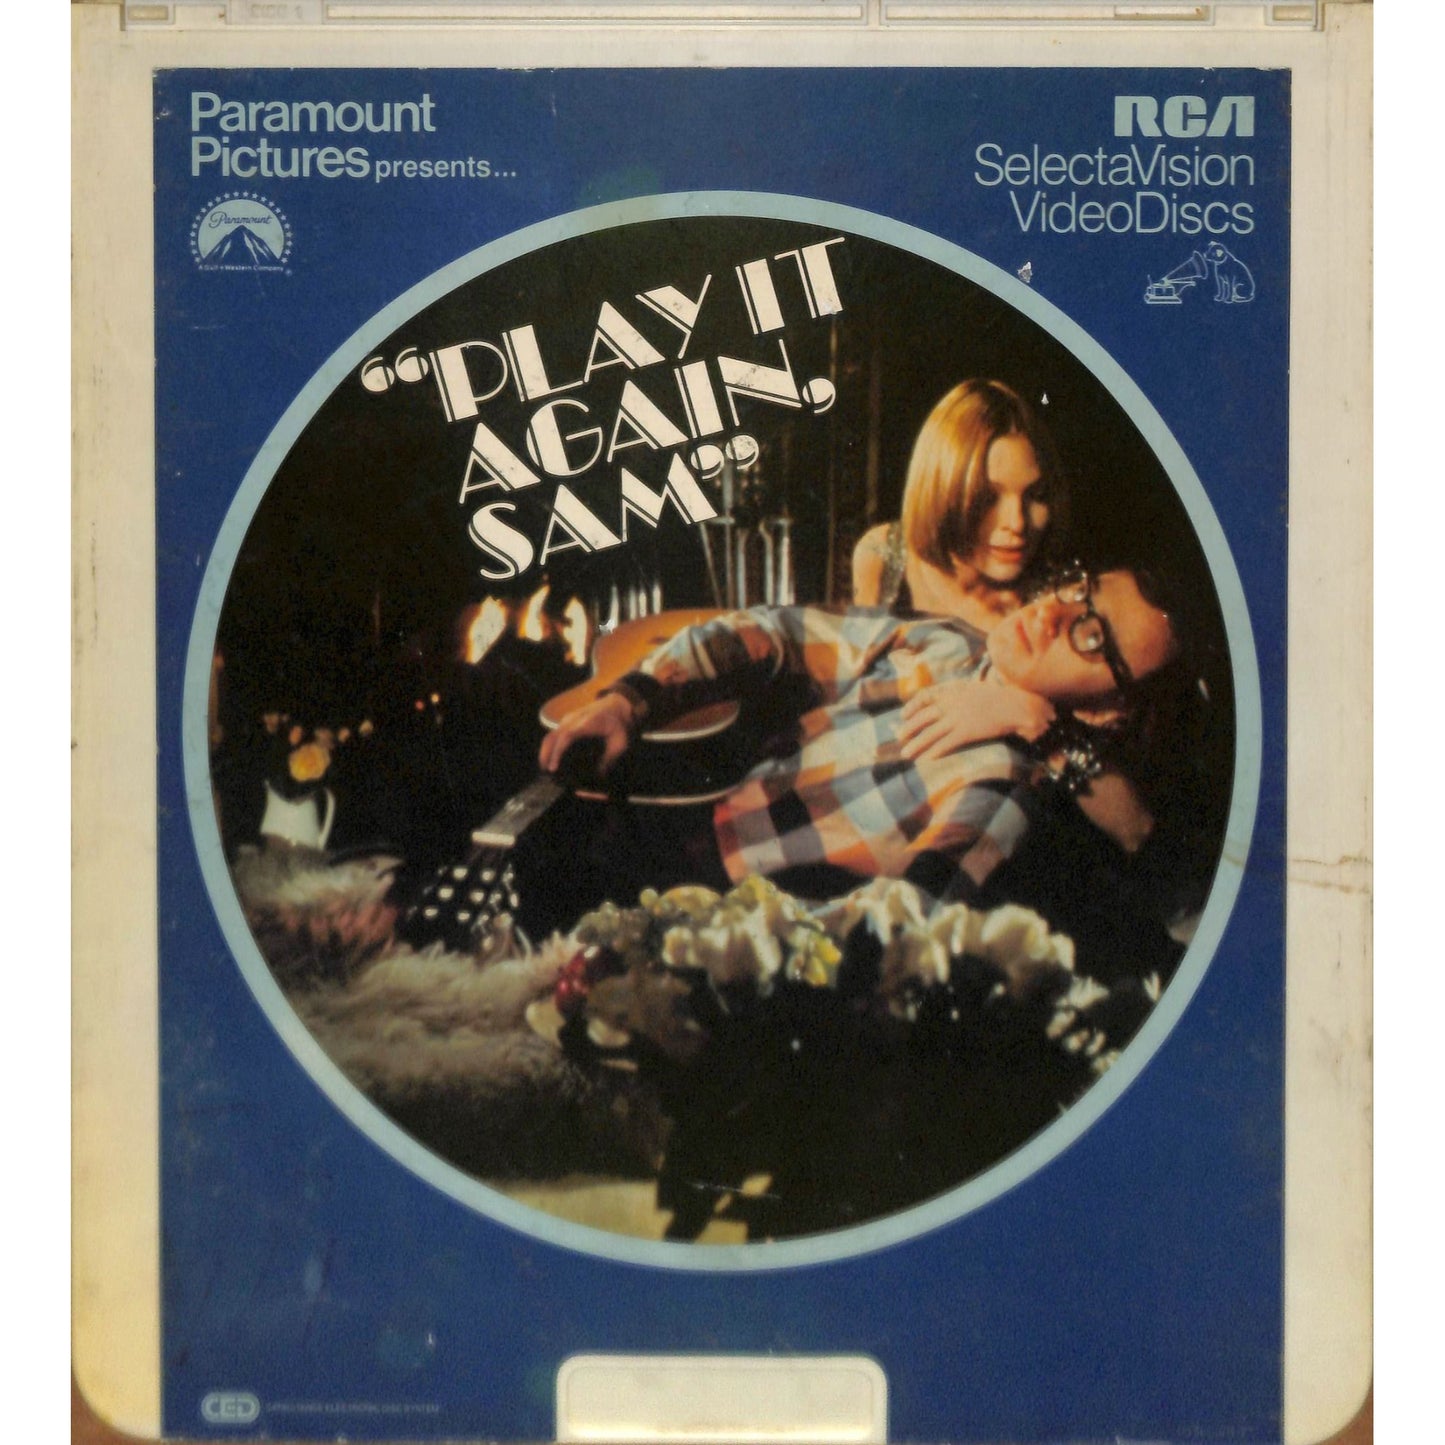 Paramount
Pictures presents...
Paramount
A Gulf + Western Company
RCA
SelectaVision
VideoDiscs
“PLAY IT
AGAIN,
SAM”
CED